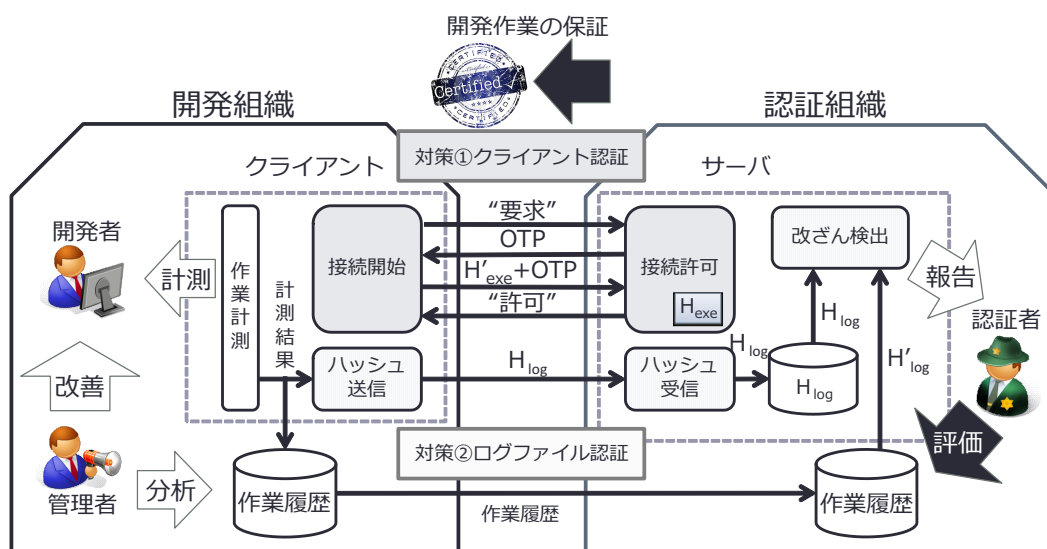 開発作業の保証
CERTIFIED
Certified
CERTIFIED
開発組織
認証組織
対策①クライアント認証
クライアント
サーバ
開発者
計測
作業計測
計測結果
接続開始
“要求”
OTP
H'exe+OTP
“許可”
接続許可
Hexe
改ざん検出
報告
認証者
Hlog
H'log
ハッシュ
送信
Hlog
ハッシュ
受信
Hlog
Hlog
改善
管理者
分析
作業履歴
対策②ログファイル認証
作業履歴
作業履歴
評価